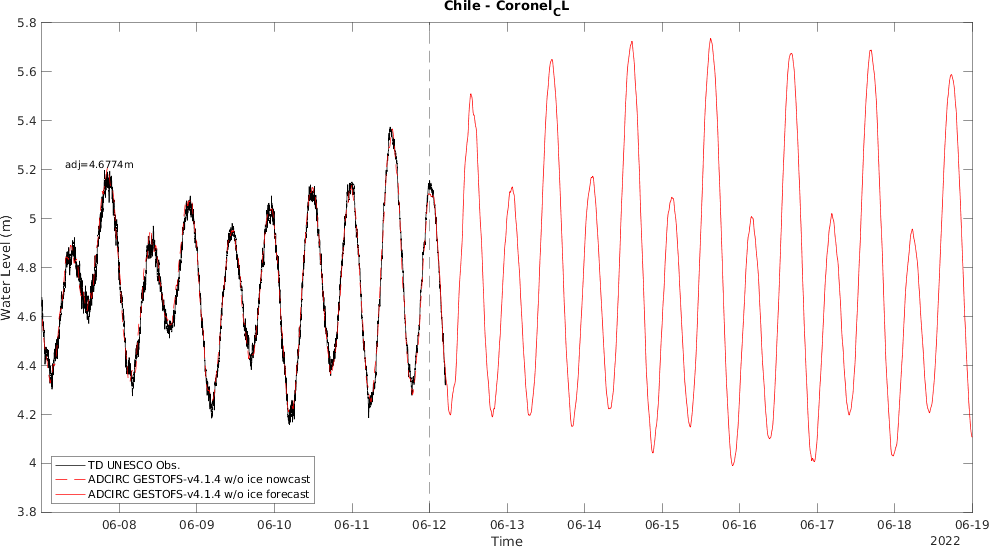 Chile - Coronel_CL
5.8
5.6
5.4
5.2
5
4.8
4.6
4.4
4.2
4
3.8
Water Level (m)
adj=4.6774m
TD UNESCO Obs.
ADCIRC GESTOFS-v4.1.4 w/o ice nowcast
ADCIRC GESTOFS-v4.1.4 w/o ice forecast
06-08 06-09 06-10 06-11 06-12 06-13 06-14 06-15 06-16 06-17 06-18 06-19
Time
2022